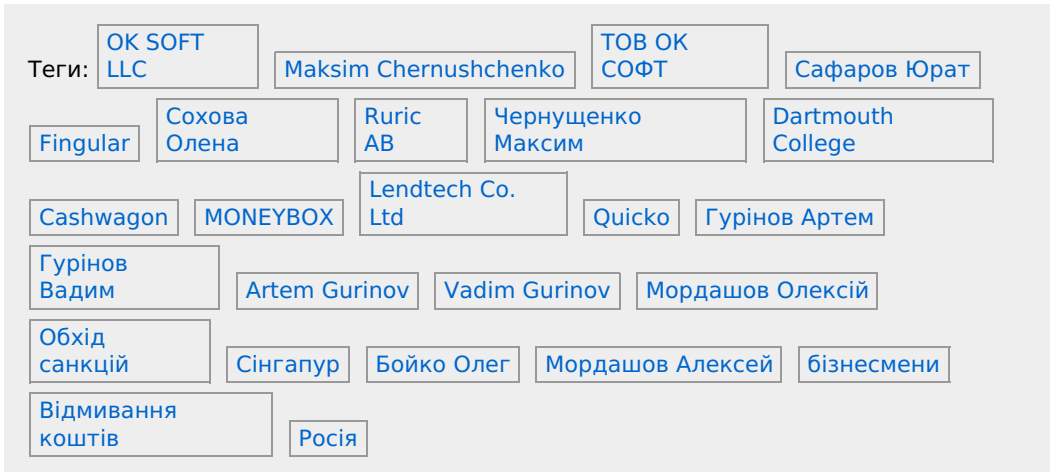 Теги: OK SOFT LLC Maksim Chernushchenko ТОВ ОК СОФТ Сафаров Юрат
Fingular Сохова Олена Ruric AB Чернущенко Максим Dartmouth College
Cashwagon MONEYBOX Lendtech Co. Ltd Quicko Гурінов Артем
Гурінов Вадим Artem Gurinov Vadim Gurinov Мордашов Олексій
Обхід санкцій Сінгапур Бойко Олег Мордашов Алексей бізнесмени
Відмивання коштів Росія